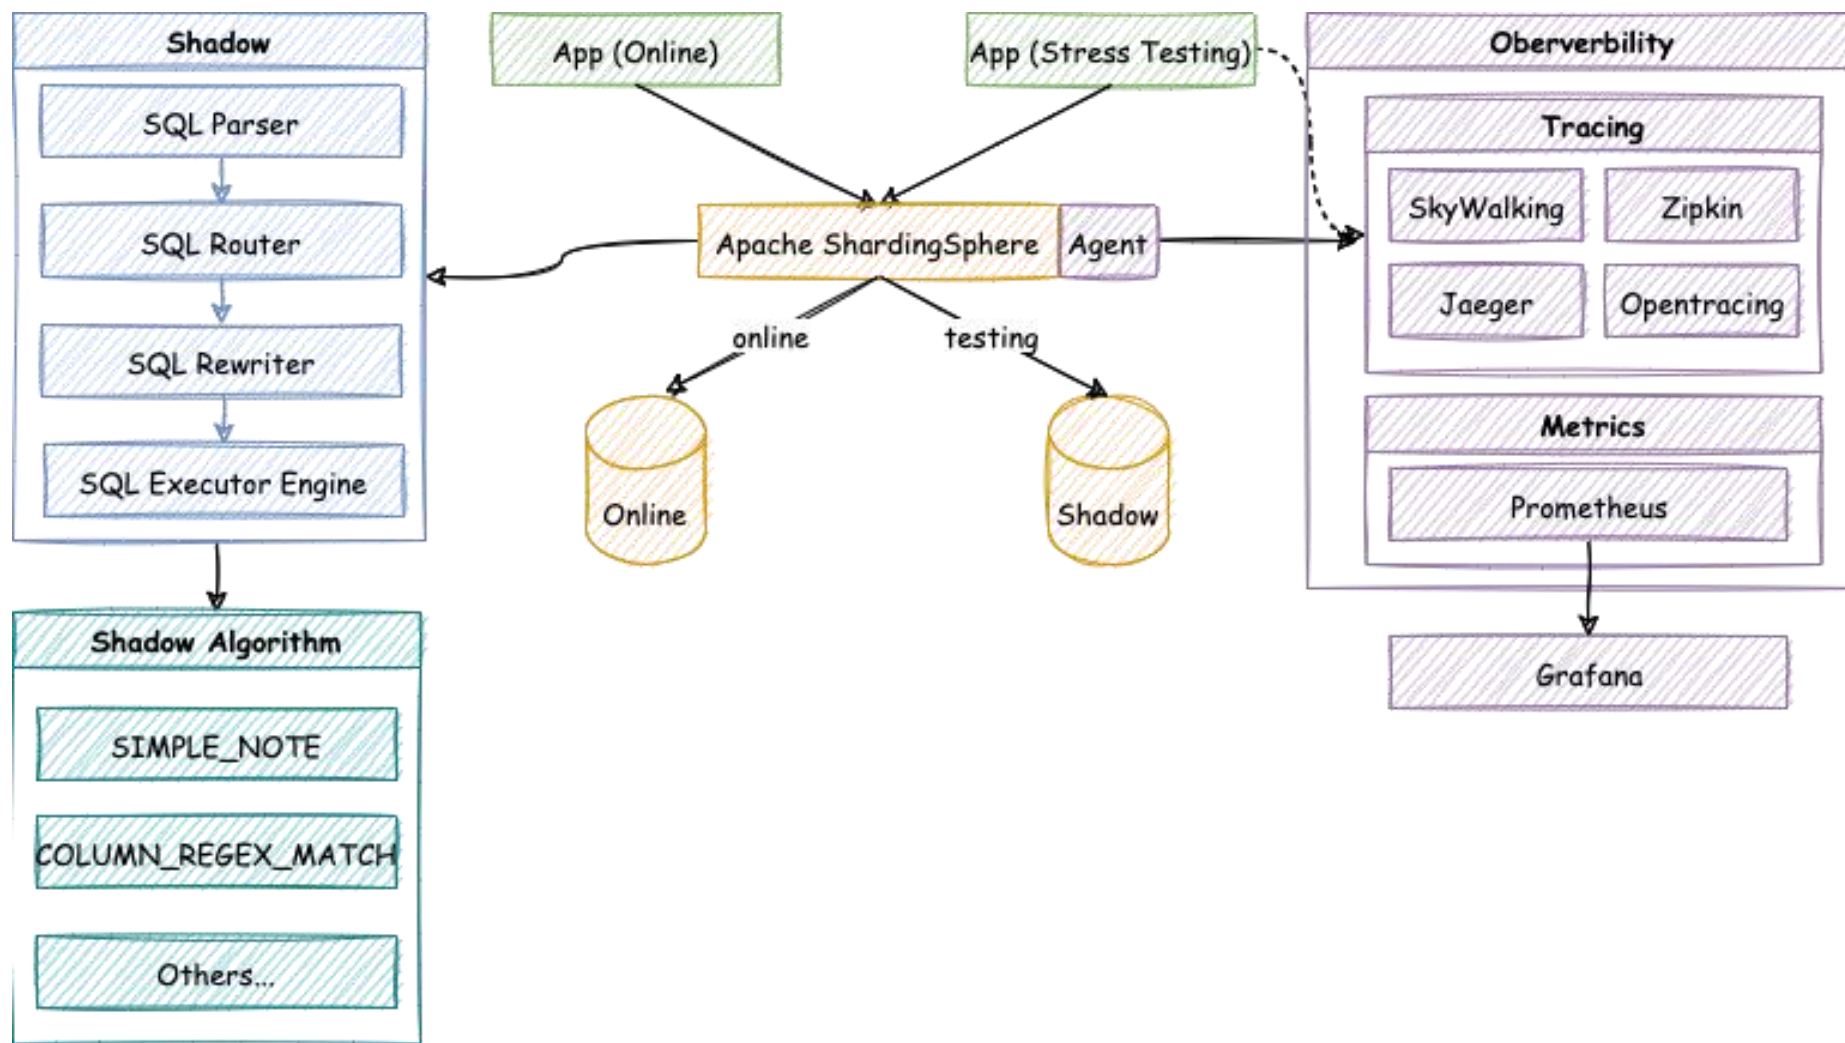 Shadow
SQL Parser
SQL Router
SQL Rewriter
SQL Executor Engine
Shadow Algorithm
SIMPLE_NOTE
COLUMN_REGEX_MATCH
Others...
App (Online)
App (Stress Testing)
Apache ShardingSphere
Agent
online
testing
Online
Shadow
Oberverbility
Tracing
SkyWalking
Zipkin
Jaeger
Opentracing
Metrics
Prometheus
Grafana